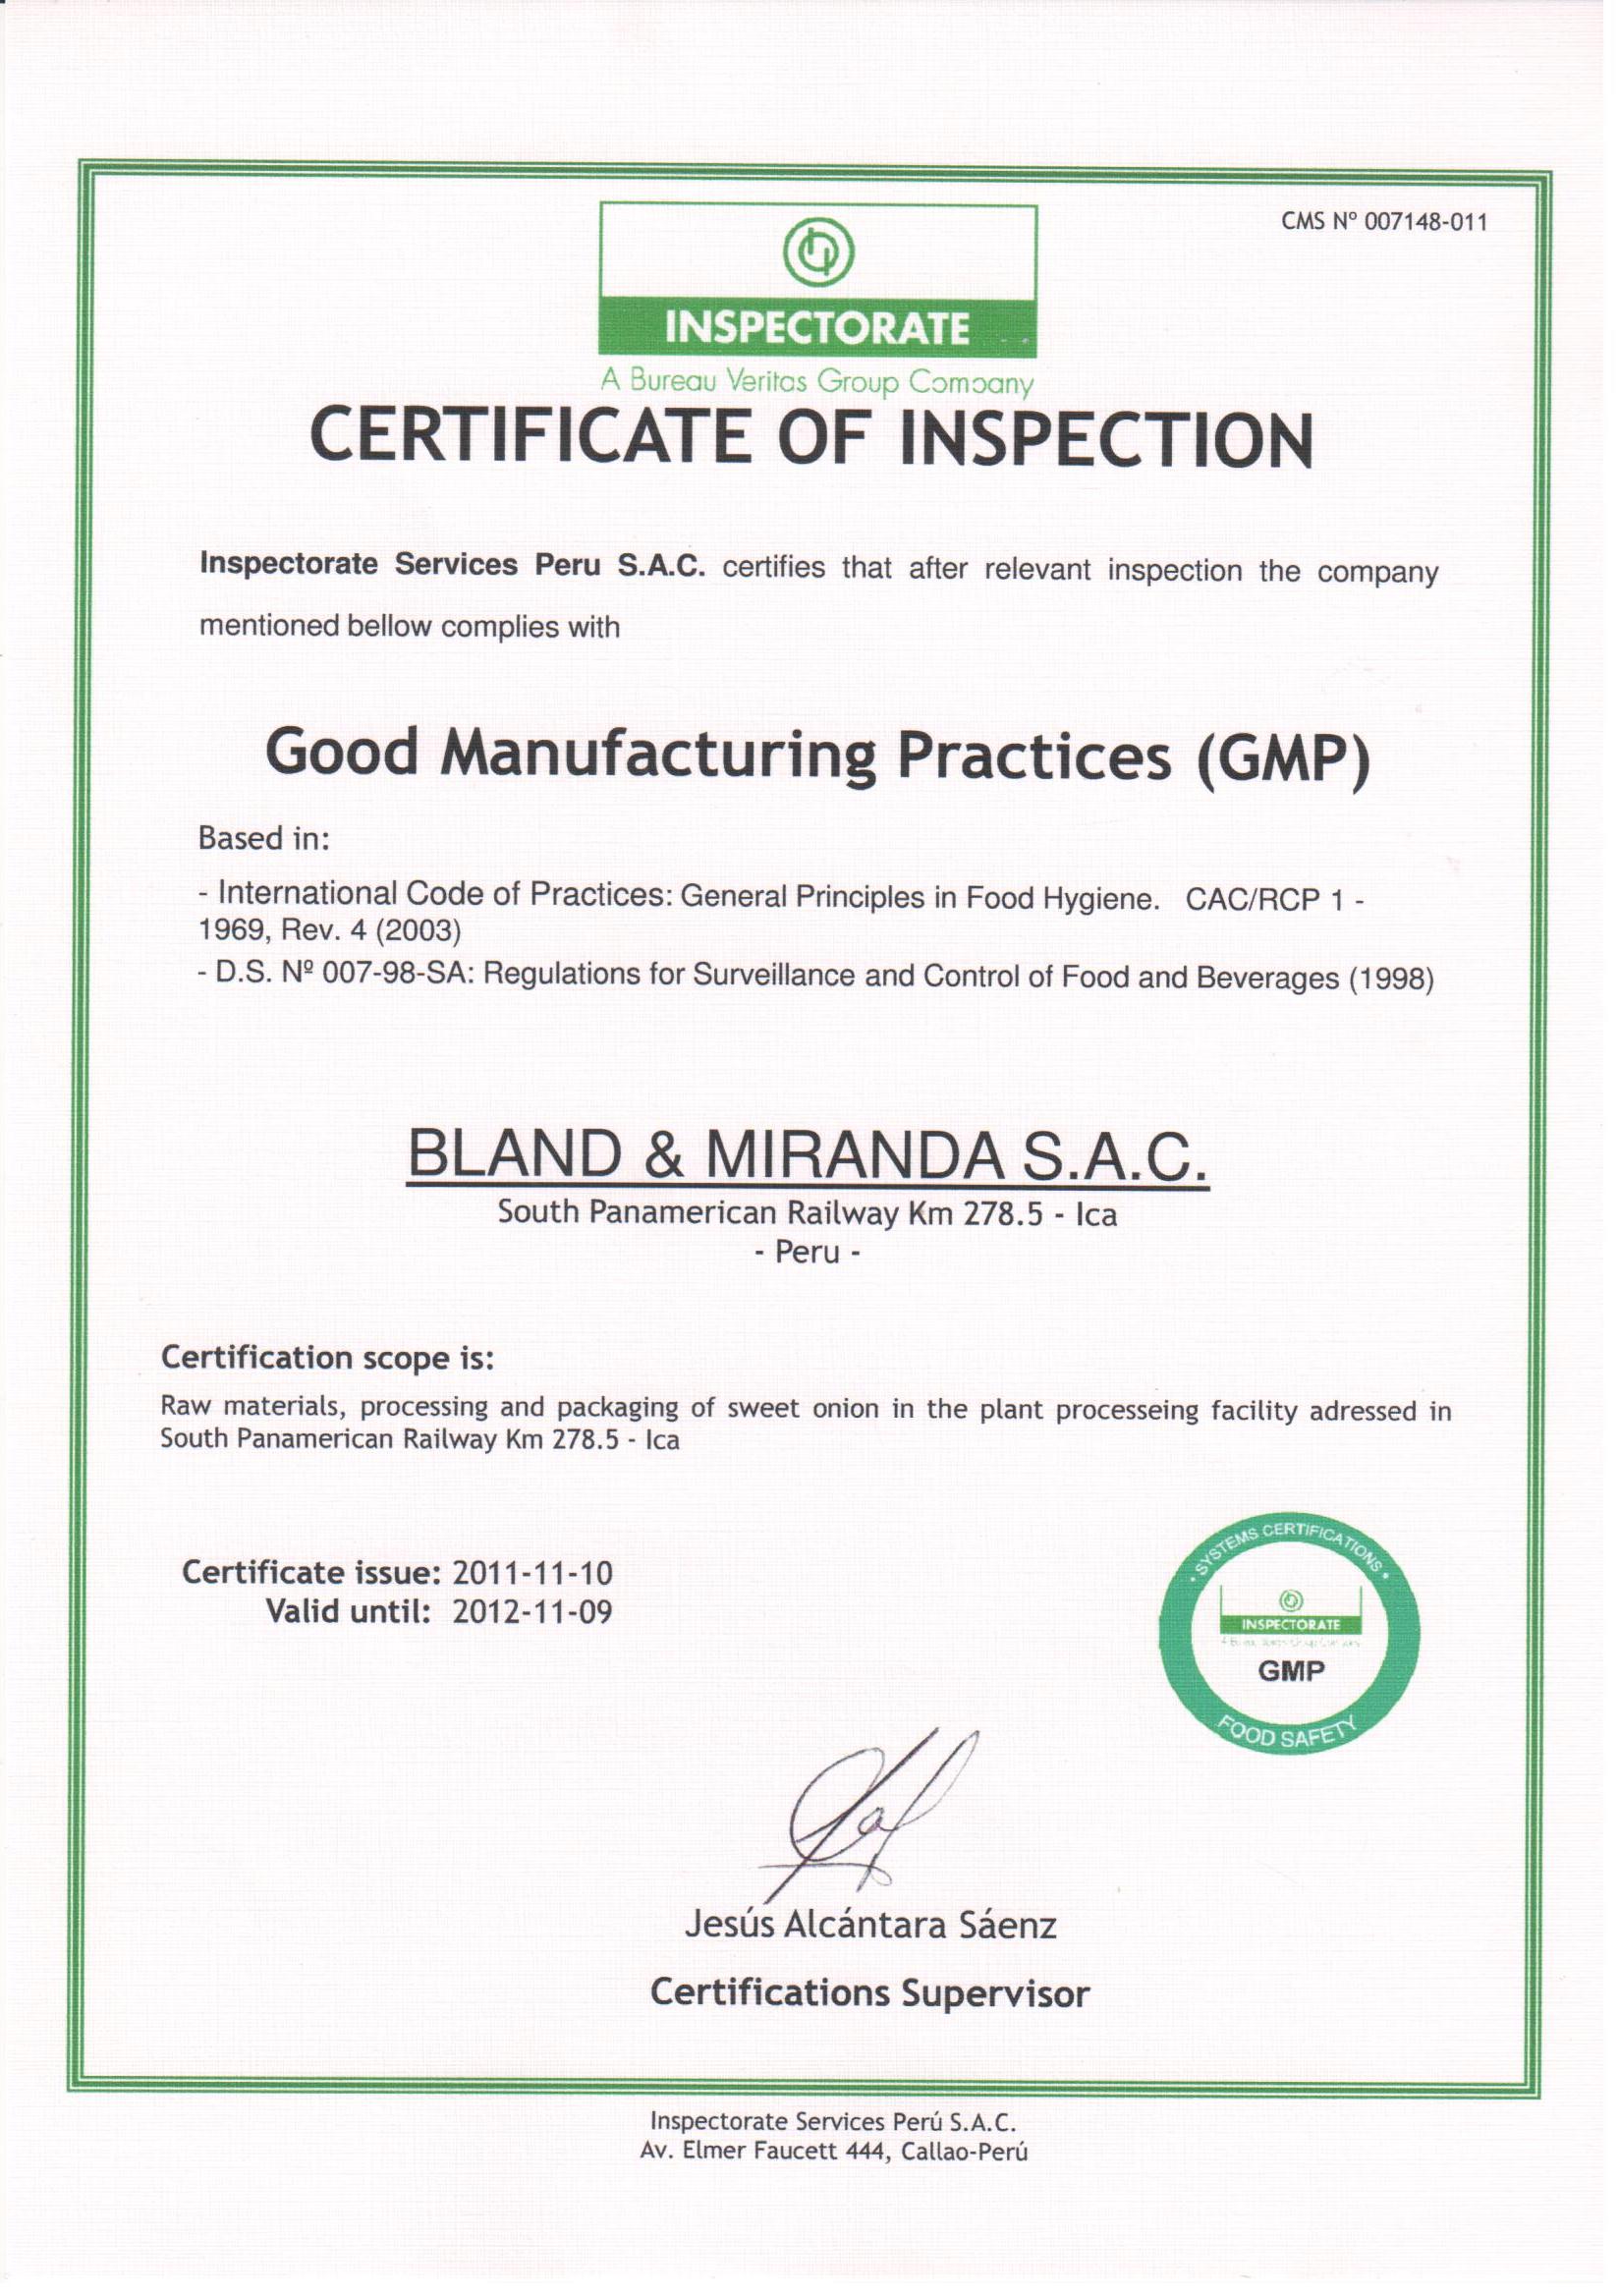 CMS Nº 007148-011
INSPECTORATE
A Bureau Veritas Group Company
CERTIFICATE OF INSPECTION
Inspectorate Services Peru S.A.C. certifies that after relevant inspection the company
mentioned bellow complies with
Good Manufacturing Practices (GMP)
Based in:
- International Code of Practices: General Principles in Food Hygiene. CAC/RCP 1 -
1969, Rev. 4 (2003)
- D.S. Nº 007-98-SA: Regulations for Surveillance and Control of Food and Beverages (1998)
BLAND & MIRANDA S.A.C.
South Panamerican Railway Km 278.5 - Ica
- Peru -
Certification scope is:
Raw materials, processing and packaging of sweet onion in the plant processeing facility adressed in
South Panamerican Railway Km 278.5 - Ica
Certificate issue: 2011-11-10
Valid until: 2012-11-09
• SYSTEMS CERTIFICATIONS •
INSPECTORATE
A Bureau Veritas Group Company
GMP
FOOD SAFETY
Jesús Alcántara Sáenz
Certifications Supervisor
Inspectorate Services Perú S.A.C.
Av. Elmer Faucett 444, Callao-Perú